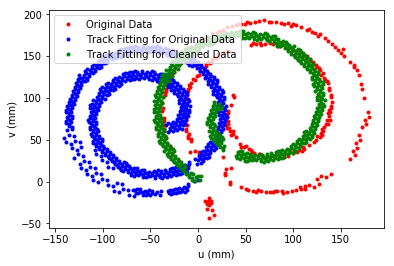 Original Data
Track Fitting for Original Data
Track Fitting for Cleaned Data
200
150
100
50
0
−50
v (mm)
−150
−100
−50
0
50
100
150
u (mm)